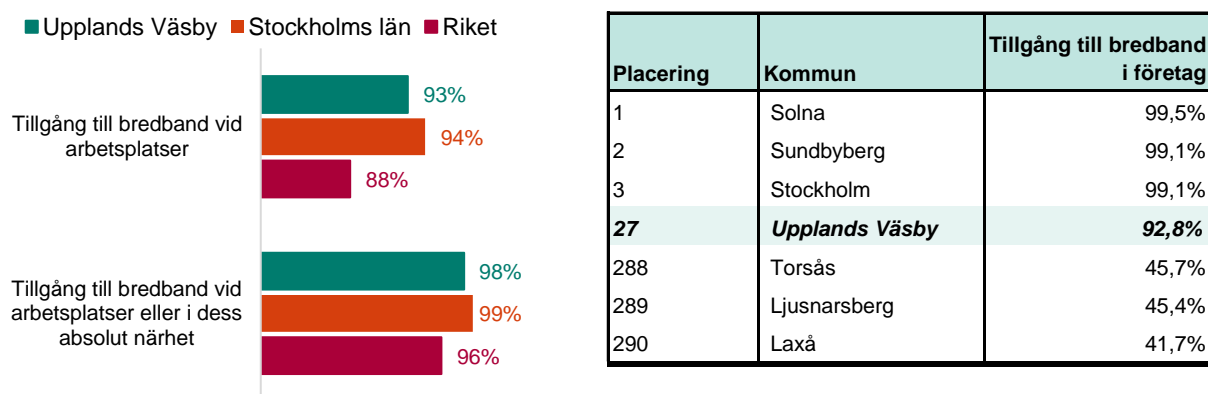 Upplands Väsby Stockholms län Riket
Tillgång till bredband vid
arbetsplatser
93%
94%
88%
Tillgång till bredband vid
arbetsplatser eller i dess
absolut närhet
98%
99%
96%
Placering Kommun Tillgång till bredband i företag
1 Solna 99,5%
2 Sundbyberg 99,1%
3 Stockholm 99,1%
27 Upplands Väsby 92,8%
288 Torsås 45,7%
289 Ljusnarsberg 45,4%
290 Laxå 41,7%